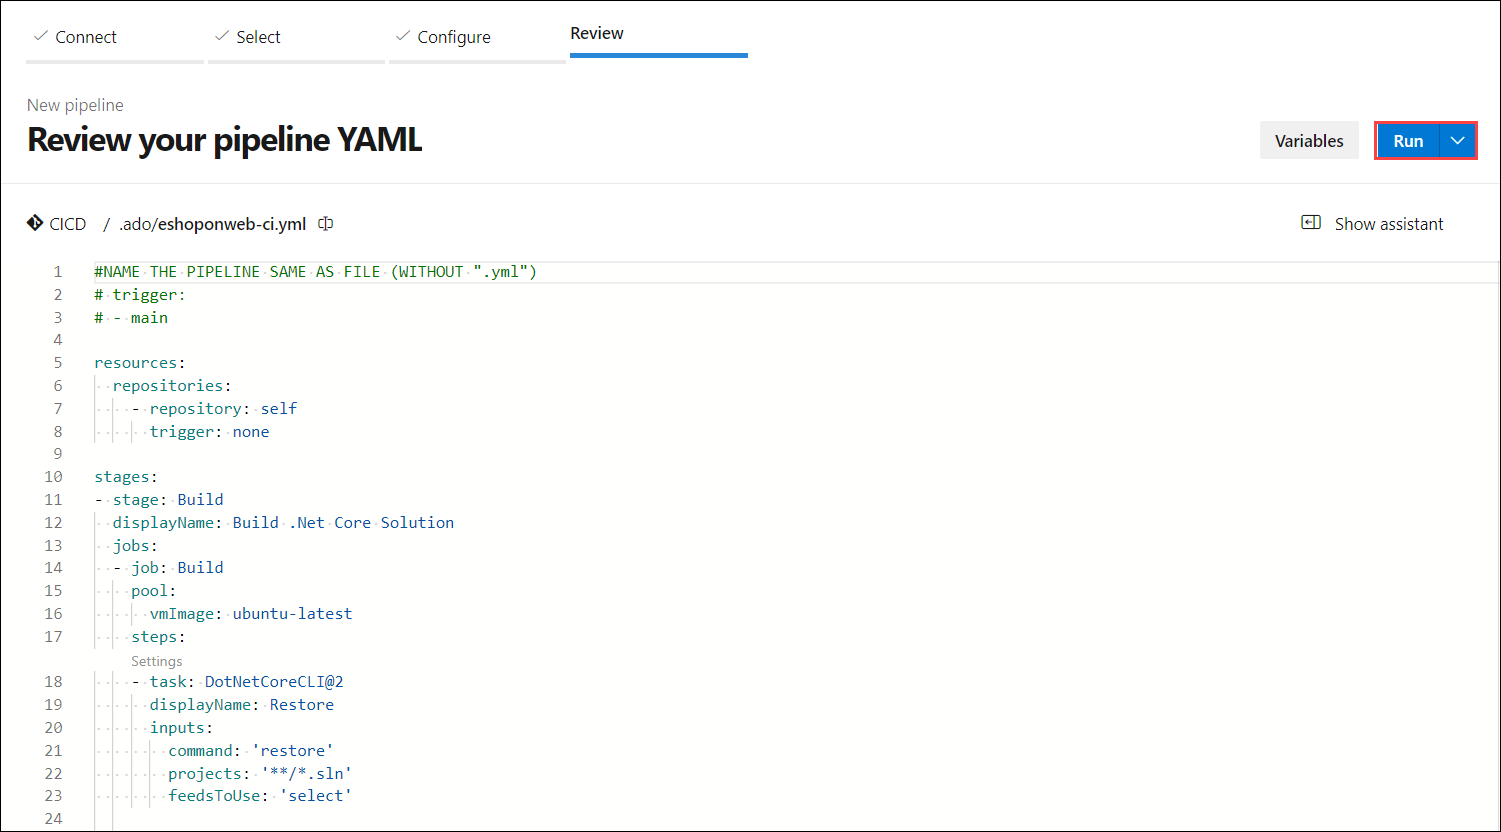 Connect Select Configure Review
New pipeline
Review your pipeline YAML
Variables Run
CICD / .ado/eshoponweb-ci.yml Show assistant
1 #NAME THE PIPELINE SAME AS FILE (WITHOUT ".yml")
2 # trigger:
3 # - main
4
5 resources:
6   repositories:
7     - repository: self
8       trigger: none
9
10 stages:
11 - stage: Build
12   displayName: Build .Net Core Solution
13   jobs:
14   - job: Build
15     pool:
16       vmImage: ubuntu-latest
17     steps:
Settings
18     - task: DotNetCoreCLI@2
19       displayName: Restore
20       inputs:
21         command: 'restore'
22         projects: '**/*.sln'
23         feedsToUse: 'select'
24